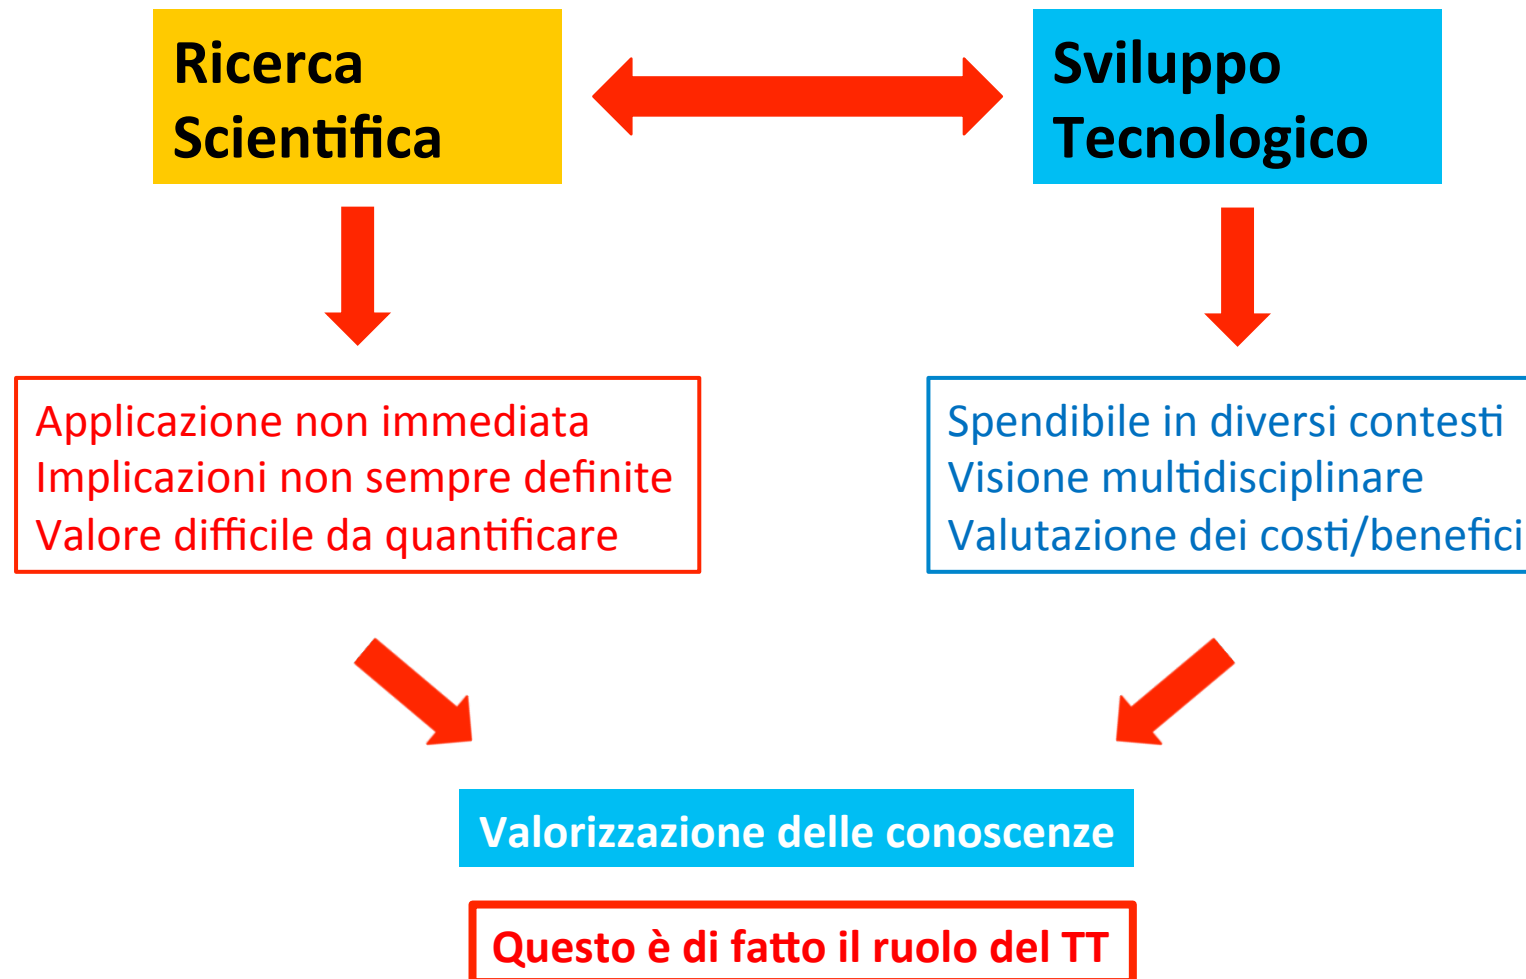 Ricerca
Scientifica
Sviluppo
Tecnologico
Applicazione non immediata
Implicazioni non sempre definite
Valore difficile da quantificare
Spendibile in diversi contesti
Visione multidisciplinare
Valutazione dei costi/benefici
Valorizzazione delle conoscenze
Questo è di fatto il ruolo del TT